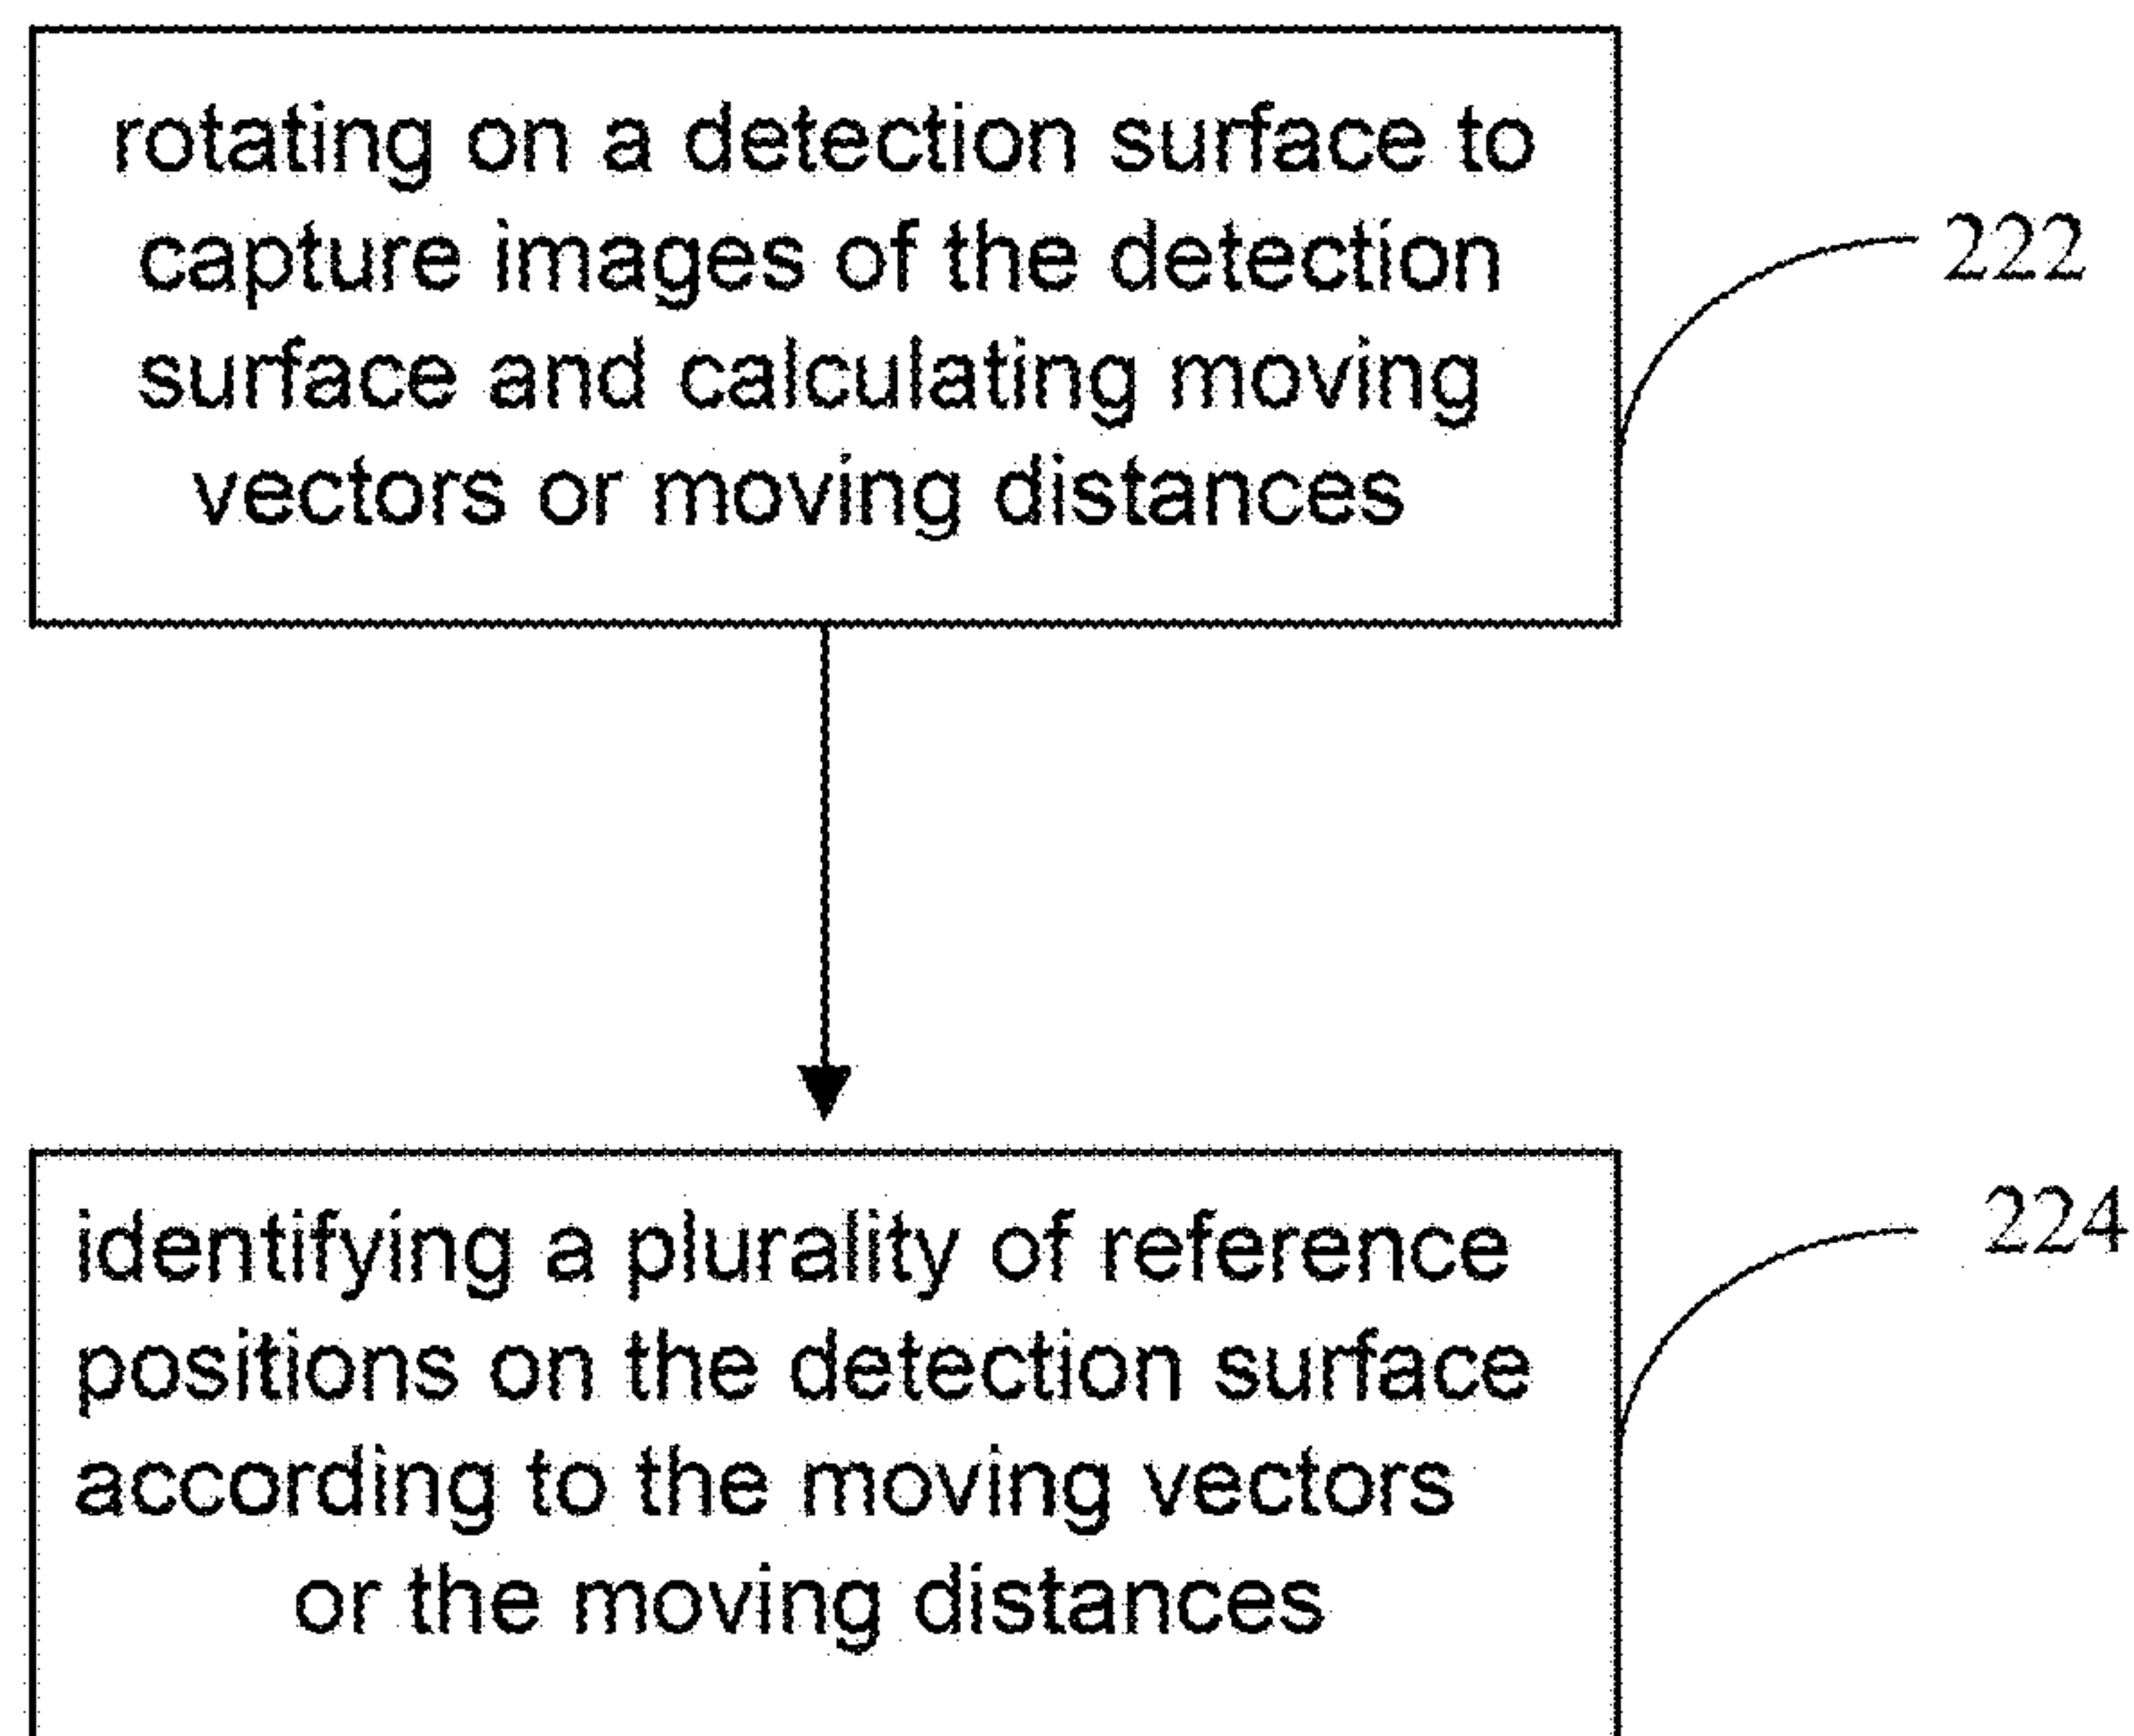 rotating on a detection surface to
capture images of the detection
surface and calculating moving
vectors or moving distances
222
identifying a plurality of reference
positions on the detection surface
according to the moving vectors
or the moving distances
224